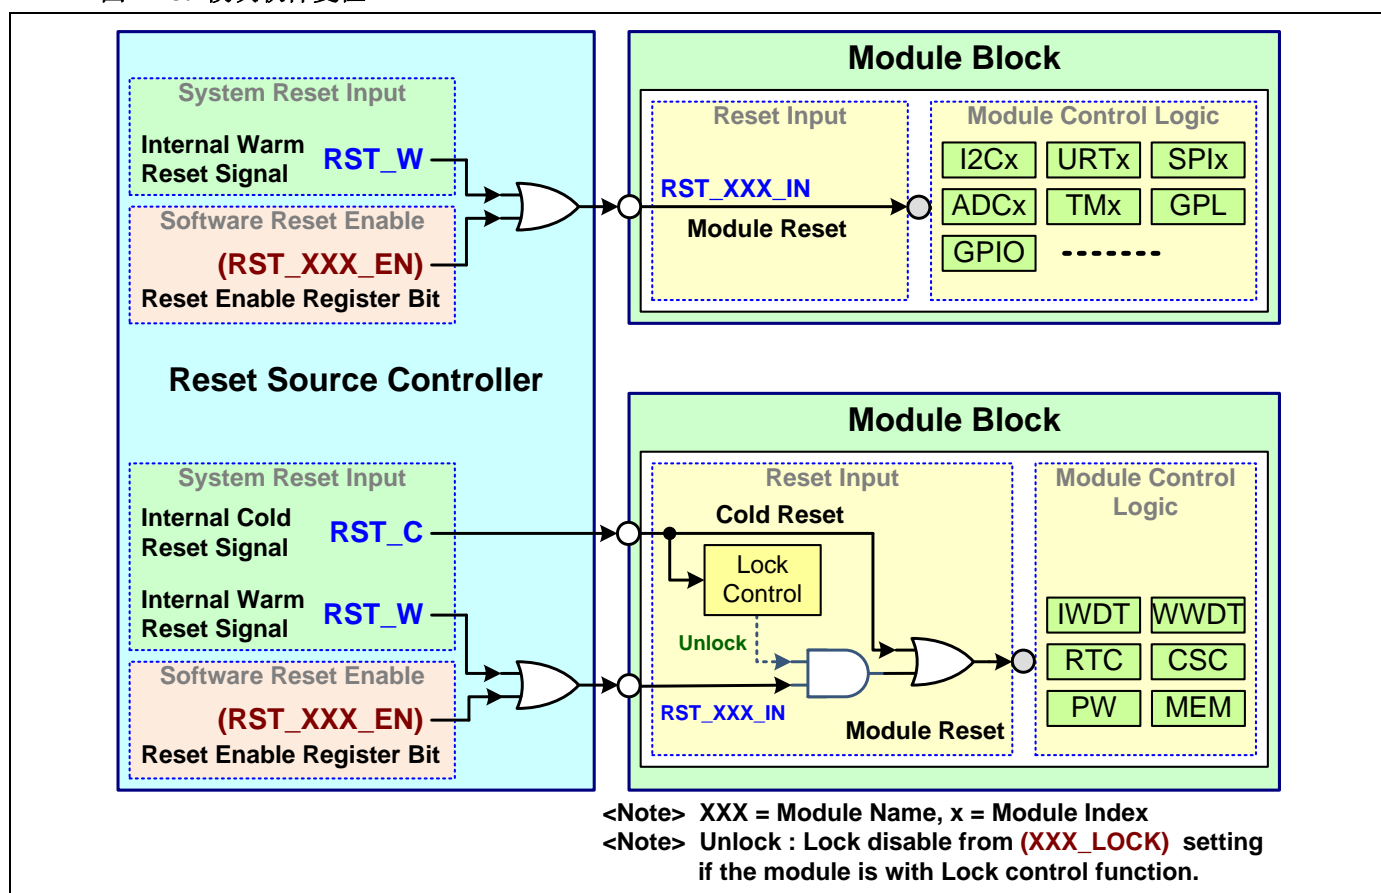 Module Block
System Reset Input
Internal Warm
Reset Signal
RST_W
Software Reset Enable
(RST_XXX_EN)
Reset Enable Register Bit
Reset Input
RST_XXX_IN
Module Reset
Module Control Logic
I2Cx URTx SPIx
ADCx TMx GPL
GPIO
Reset Source Controller
Module Block
System Reset Input
Internal Cold
Reset Signal
RST_C
Internal Warm
Reset Signal
RST_W
Software Reset Enable
(RST_XXX_EN)
Reset Enable Register Bit
Reset Input
Cold Reset
Lock
Control
Unlock
RST_XXX_IN
Module Reset
Module Control
Logic
IWDT WWDT
RTC CSC
PW MEM
<Note> XXX = Module Name, x = Module Index
<Note> Unlock : Lock disable from (XXX_LOCK) setting
if the module is with Lock control function.